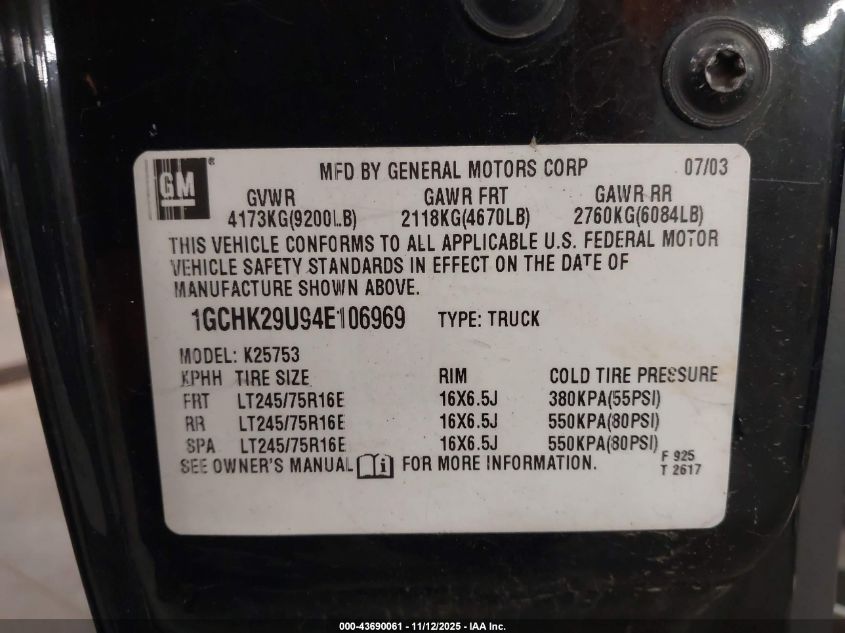 GM ®
MFD BY GENERAL MOTORS CORP 07/03
GVWR GAWR FRT GAWR RR
4173KG(9200LB) 2118KG(4670LB) 2760KG(6084LB)
THIS VEHICLE CONFORMS TO ALL APPLICABLE U.S. FEDERAL MOTOR
VEHICLE SAFETY STANDARDS IN EFFECT ON THE DATE OF
MANUFACTURE SHOWN ABOVE.
1GCHK29U94E106969 TYPE: TRUCK
MODEL: K25753
KPHH TIRE SIZE RIM COLD TIRE PRESSURE
FRT LT245/75R16E 16X6.5J 380KPA(55PSI)
RR LT245/75R16E 16X6.5J 550KPA(80PSI)
SPA LT245/75R16E 16X6.5J 550KPA(80PSI)
SEE OWNER'S MANUAL i FOR MORE INFORMATION.
F 925
T 2617
000-43690061 - 11/12/2025 - IAA Inc.